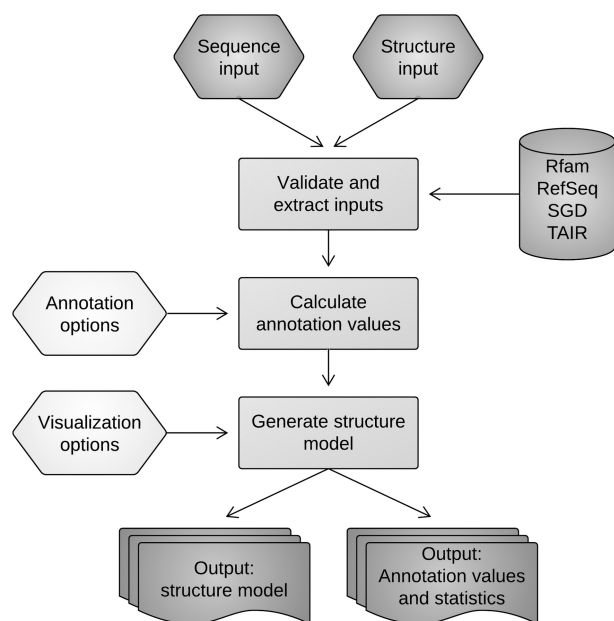 Sequence
input
Structure
input
Validate and
extract inputs
Rfam
RefSeq
SGD
TAIR
Annotation
options
Calculate
annotation values
Visualization
options
Generate structure
model
Output:
structure model
Output:
Annotation values
and statistics